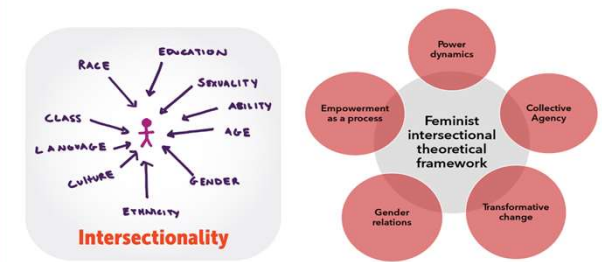 EDUCATION
RACE
SEXUALITY
ABILITY
CLASS
AGE
LANGUAGE
CULTURE
GENDER
ETHNICITY
Intersectionality
Power
dynamics
Empowerment
as a process
Collective
Agency
Feminist
intersectional
theoretical
framework
Gender
relations
Transformative
change